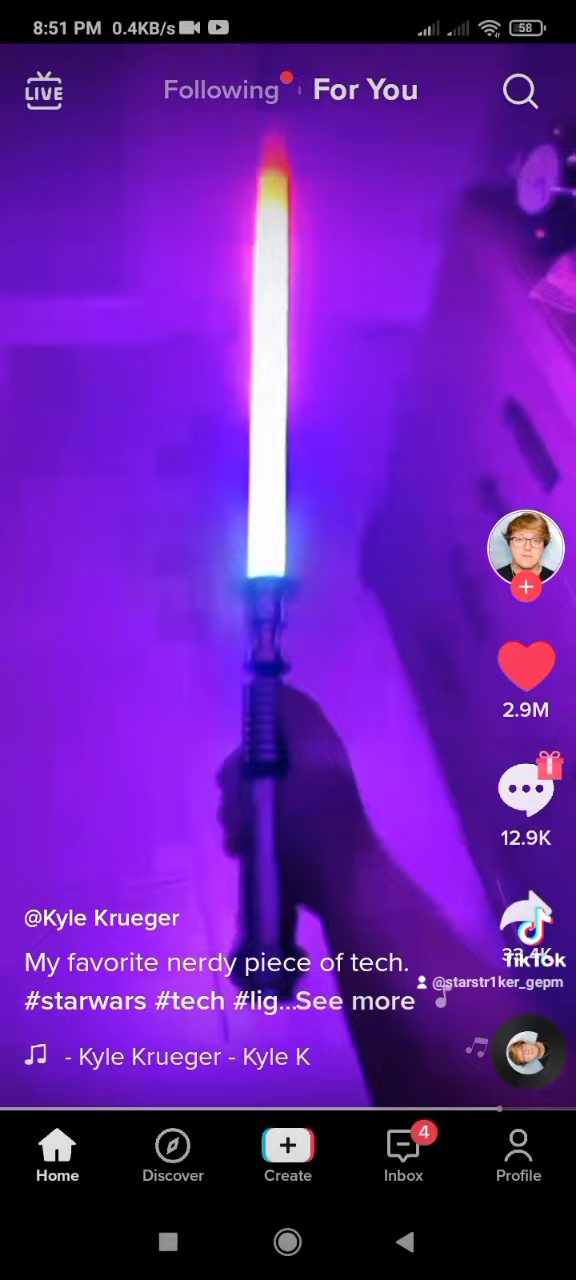 8:51 PM 0.4KB/s 58
LIVE Following For You
2.9M
12.9K
TikTok
@starstr1ker_gepm
@Kyle Krueger
My favorite nerdy piece of tech.
#starwars #tech #lig...See more
- Kyle Krueger - Kyle K
4
Home Discover Create Inbox Profile